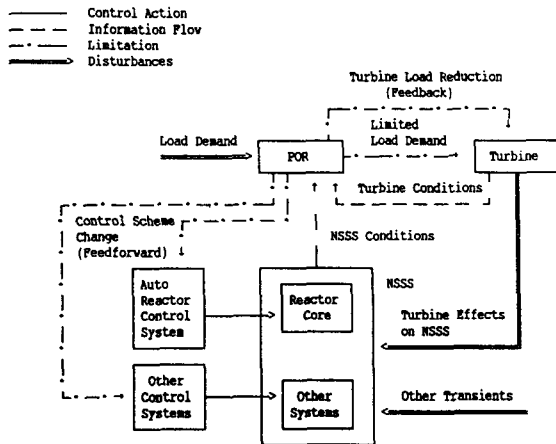 Control Action
Information Flow
Limitation
Disturbances
Turbine Load Reduction
(Feedback)
Limited
Load Demand
Load Demand
POR
Turbine
Turbine Conditions
Control Scheme
Change
(Feedforward)
NSSS Conditions
NSSS
Auto
Reactor
Control
System
Reactor
Core
Turbine Effects
on NSSS
Other
Control
Systems
Other
Systems
Other Transients